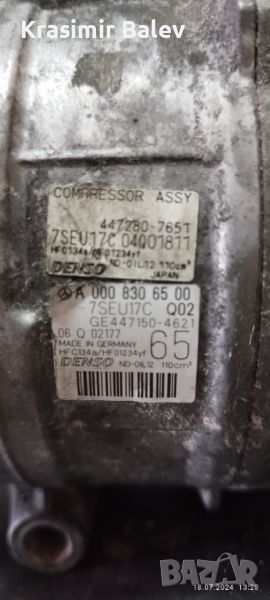 Krasimir Balev
COMPRESSOR ASSY
447280-7651
7SEU17C 04Q01811
HFC134a/HFO1234yf
DENSO ND-OIL12 110cm³
JAPAN
A 000 830 65 00
7SEU17C Q02
GE447150-4621
06 Q 02177 65
MADE IN GERMANY
HFC134a/HFO1234yf
DENSO ND-OIL12 110cm³
BAZAR
18.07.2024 13:28